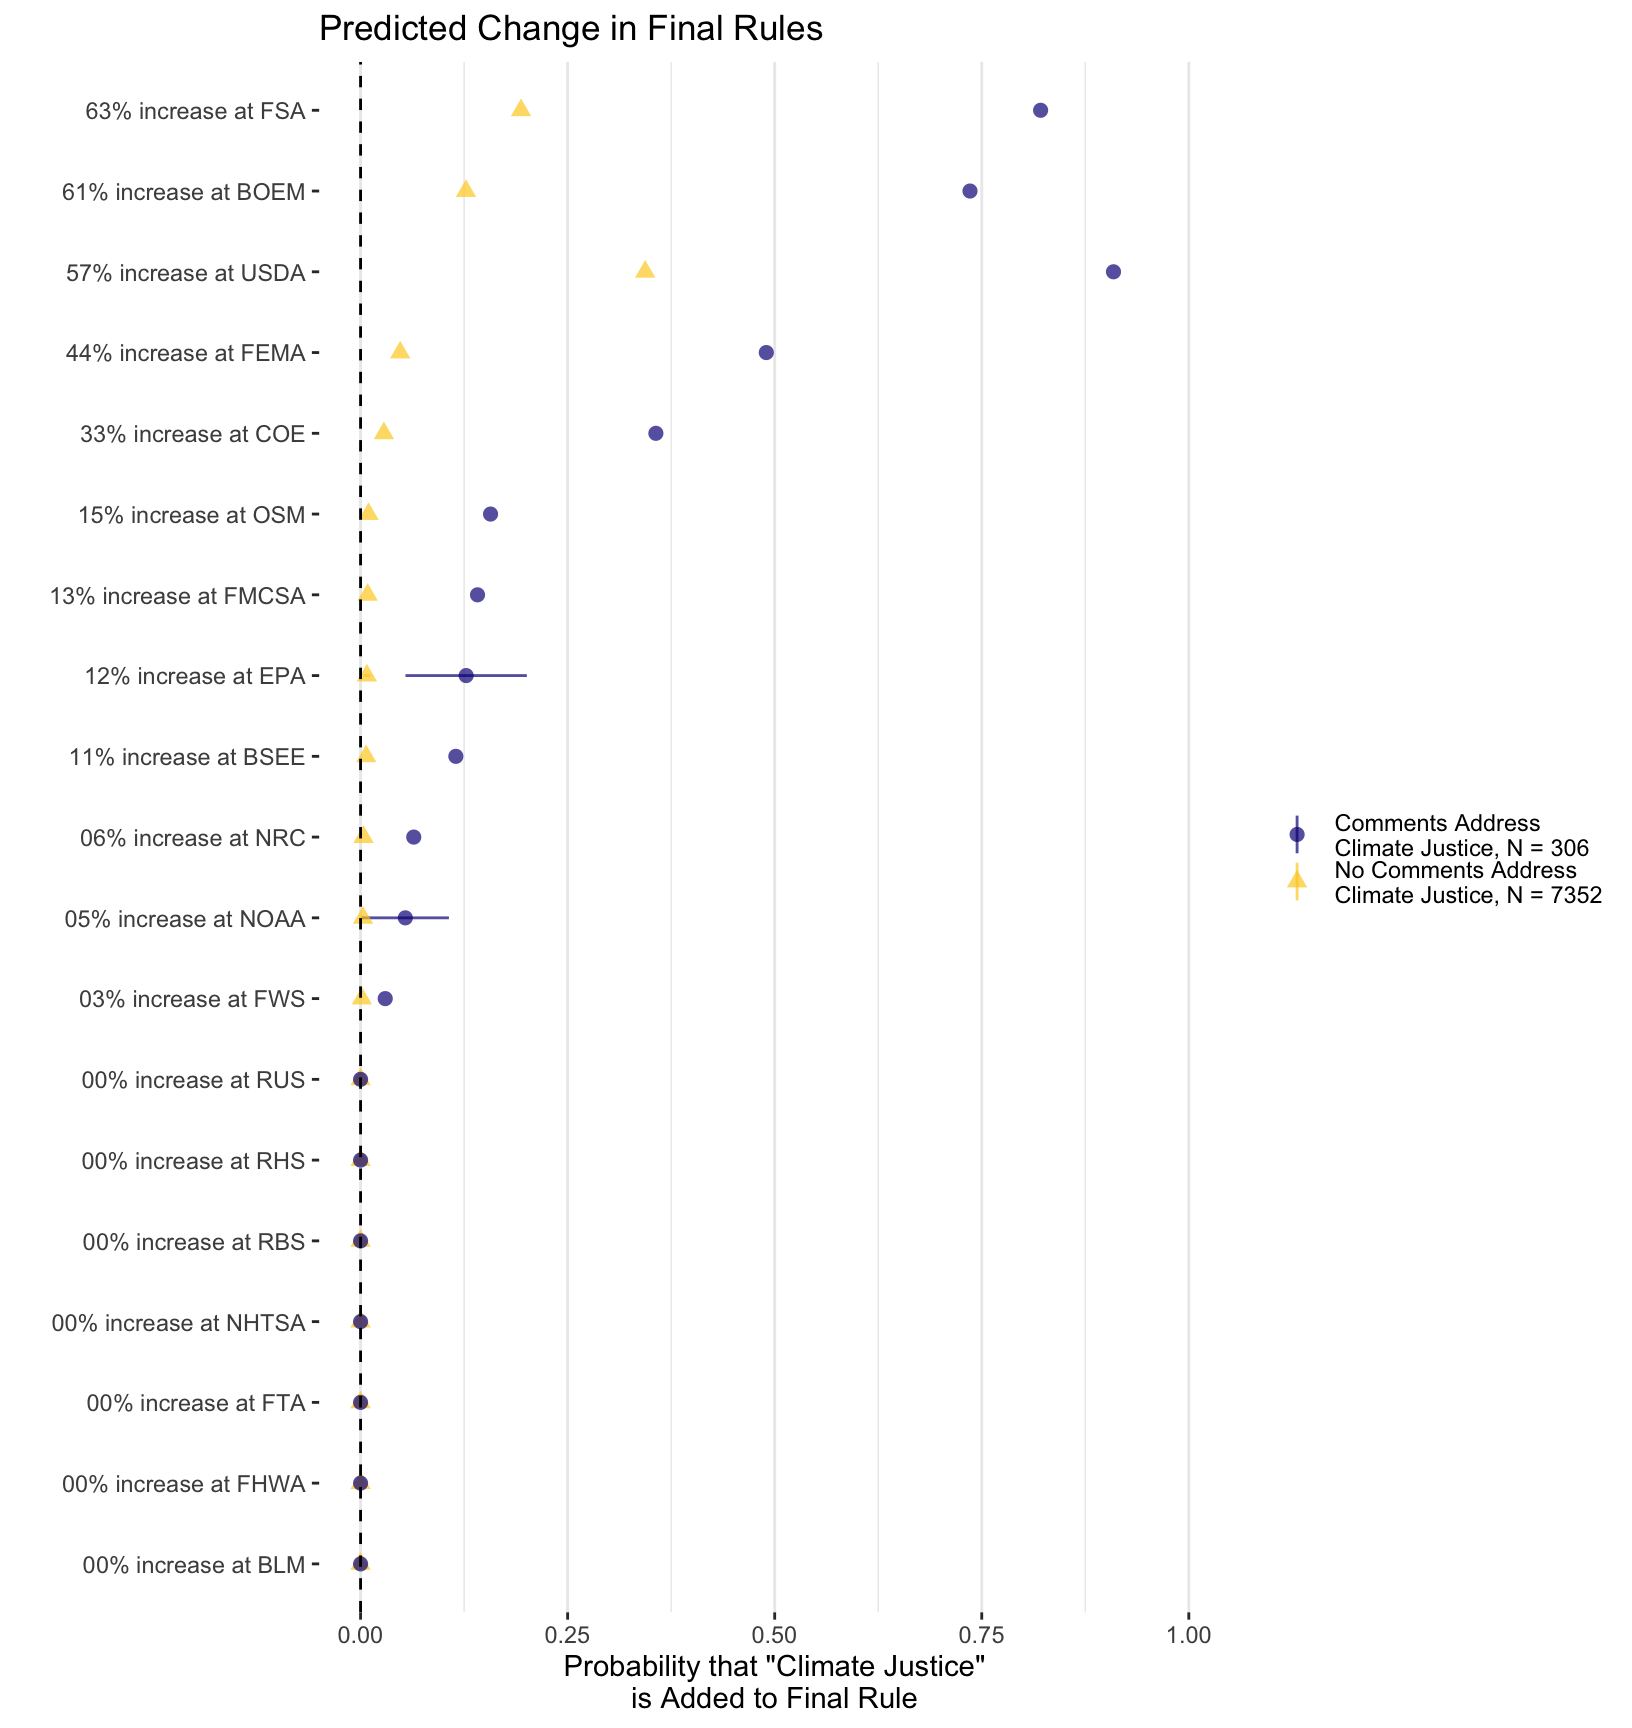 Predicted Change in Final Rules
63% increase at FSA
61% increase at BOEM
57% increase at USDA
44% increase at FEMA
33% increase at COE
15% increase at OSM
13% increase at FMCSA
12% increase at EPA
11% increase at BSEE
06% increase at NRC
05% increase at NOAA
03% increase at FWS
00% increase at RUS
00% increase at RHS
00% increase at RBS
00% increase at NHTSA
00% increase at FTA
00% increase at FHWA
00% increase at BLM
Comments Address
Climate Justice, N = 306
No Comments Address
Climate Justice, N = 7352
0.00 0.25 0.50 0.75 1.00
Probability that "Climate Justice"
is Added to Final Rule